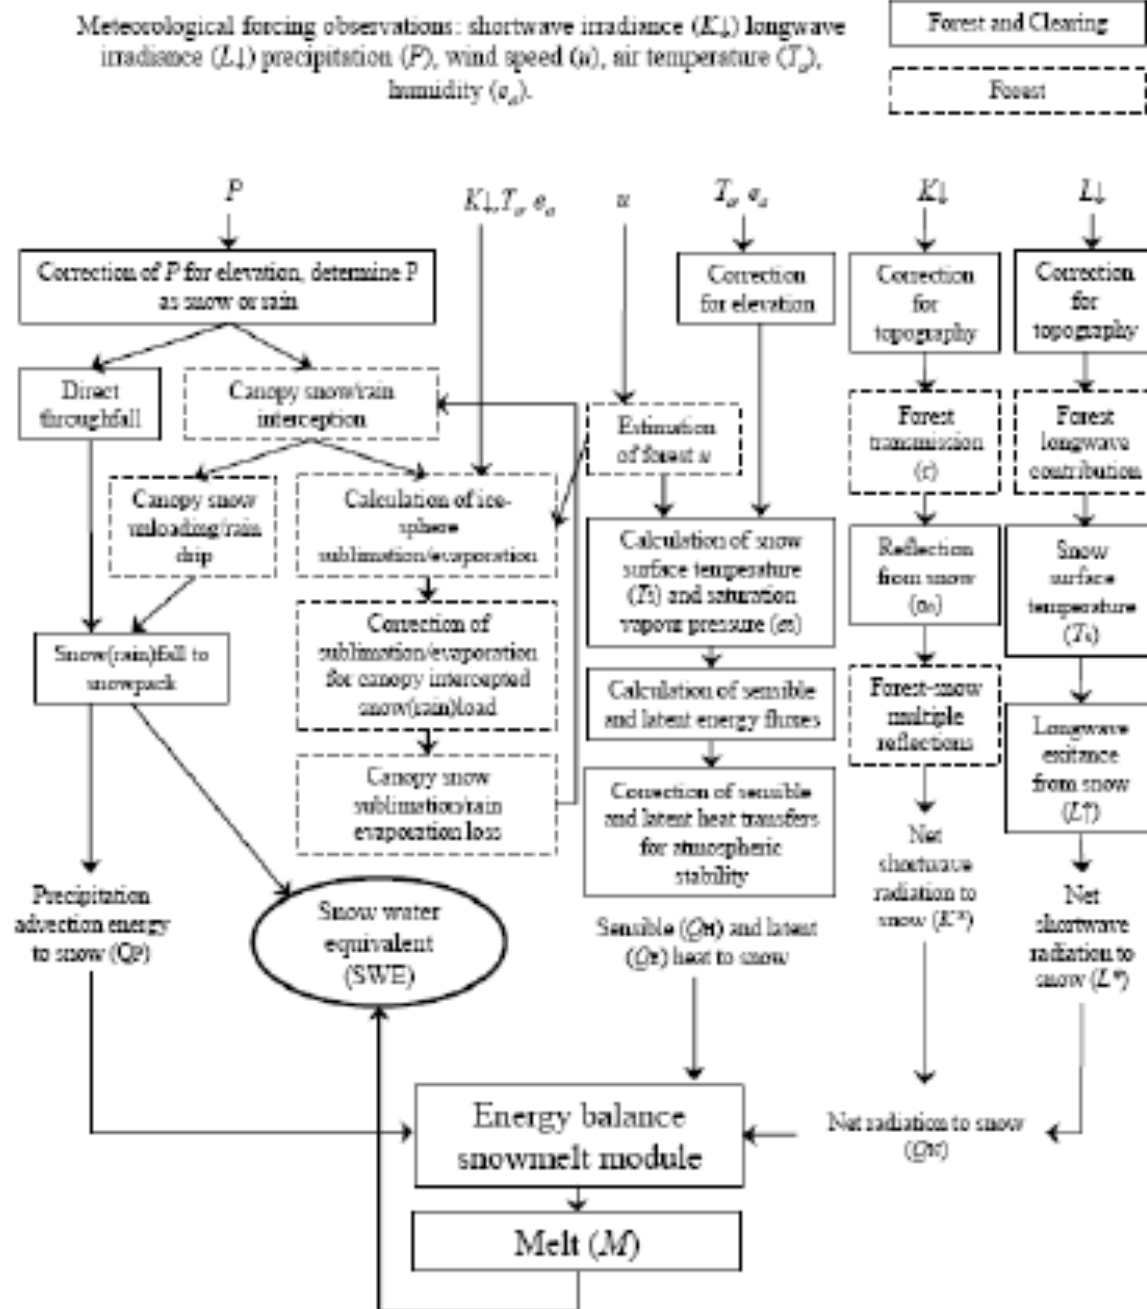 Meteorological forcing observations: shortwave irradiance (K↓) longwave
irradiance (L↓) precipitation (P), wind speed (u), air temperature (Ta),
humidity (ea).
Forest and Clearing
Forest
P
K↓,Ta, ea
u
Ta, ea
K↓
L↓
Correction of P for elevation, determine P
as snow or rain
Correction
for elevation
Correction
for
topography
Correction
for
topography
Direct
throughfall
Canopy snow/rain
interception
Estimation
of forest u
Forest
transmission
(τ)
Forest
longwave
contribution
Canopy snow
unloading/rain
drip
Calculation of ice-
sphere
sublimation/evaporation
Calculation of snow
surface temperature
(Ts) and saturation
vapour pressure (es)
Reflection
from snow
(αs)
Snow
surface
temperature
(Ts)
Snow(rain)fall to
snowpack
Correction of
sublimation/evaporation
for canopy intercepted
snow(rain)load
Calculation of sensible
and latent energy fluxes
Forest-snow
multiple
reflections
Longwave
exitance
from snow
(L↑)
Canopy snow
sublimation/rain
evaporation loss
Correction of sensible
and latent heat transfers
for atmospheric
stability
Net
shortwave
radiation to
snow (K*)
Net
shortwave
radiation to
snow (L*)
Precipitation
advection energy
to snow (QP)
Snow water
equivalent
(SWE)
Sensible (QH) and latent
(QE) heat to snow
Energy balance
snowmelt module
Net radiation to snow
Melt (M)